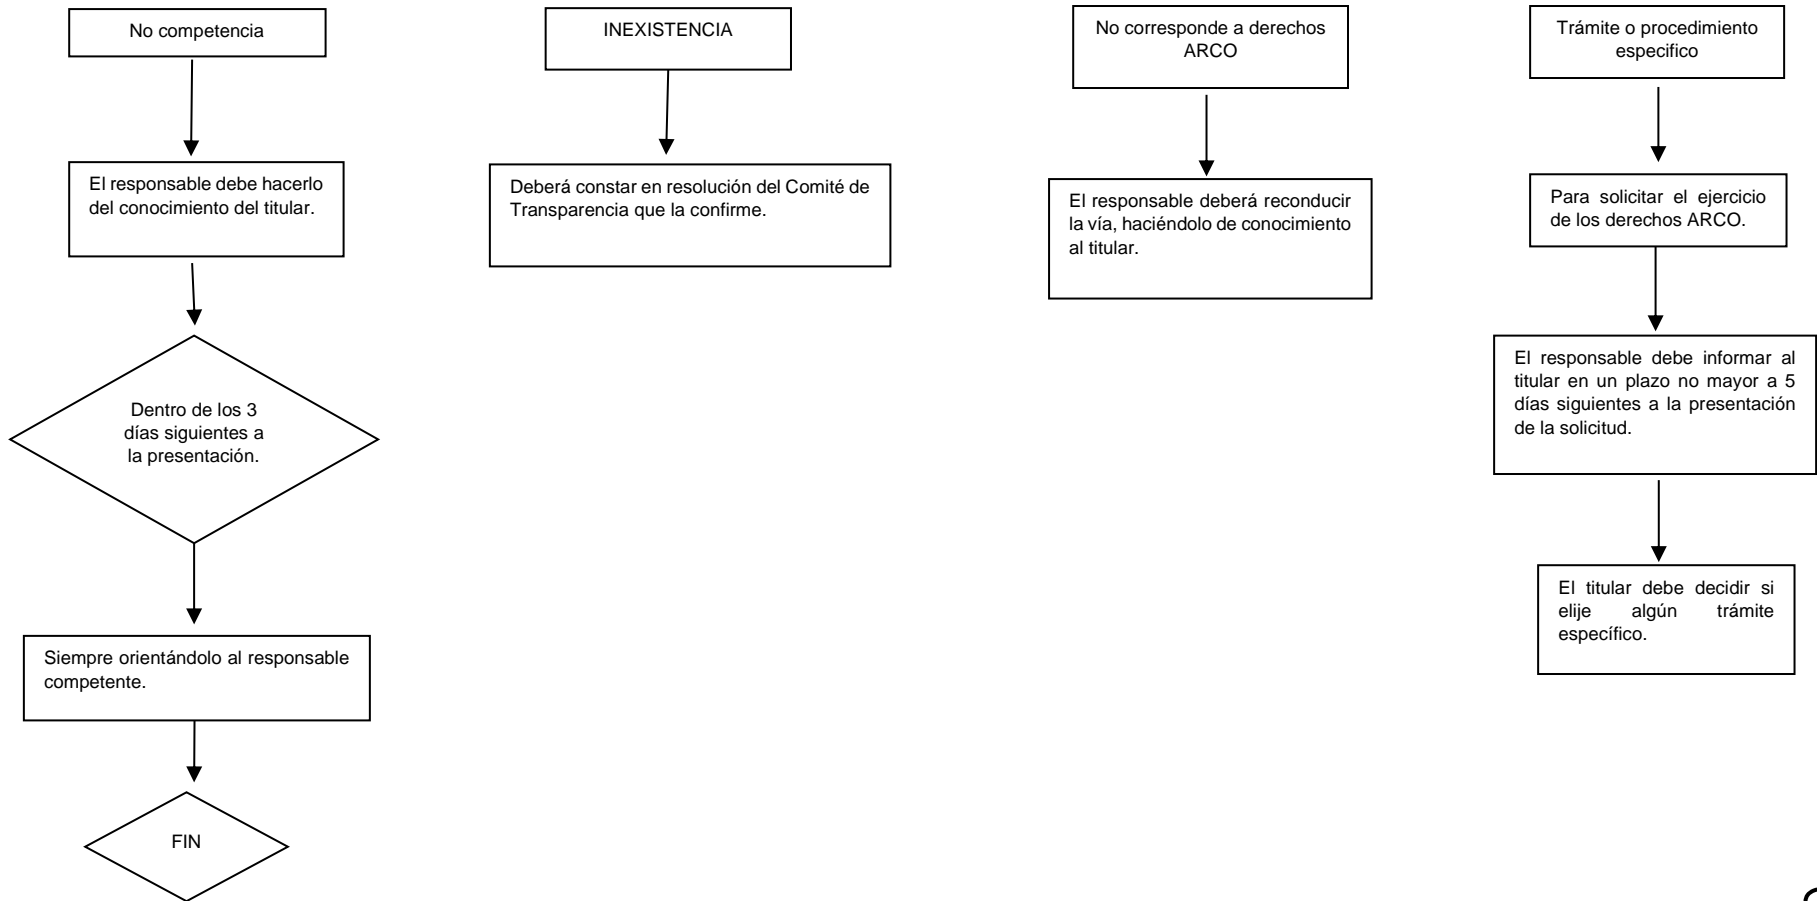 No competencia
El responsable debe hacerlo
del conocimiento del titular.
Dentro de los 3
días siguientes a
la presentación.
Siempre orientándolo al responsable
competente.
FIN
INEXISTENCIA
Deberá constar en resolución del Comité de
Transparencia que la confirme.
No corresponde a derechos
ARCO
El responsable deberá reconducir
la vía, haciéndolo de conocimiento
al titular.
Trámite o procedimiento
especifico
Para solicitar el ejercicio
de los derechos ARCO.
El responsable debe informar al
titular en un plazo no mayor a 5
días siguientes a la presentación
de la solicitud.
El titular debe decidir si
elije algún trámite
específico.